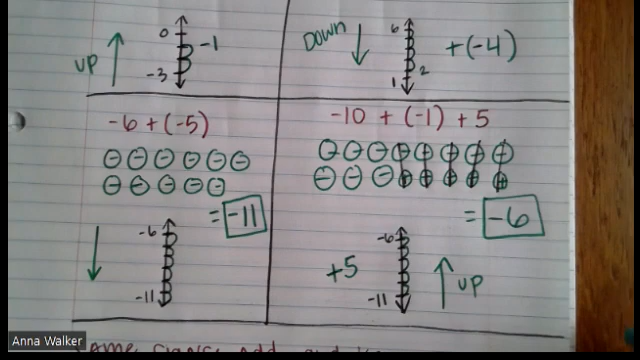 UP
0
-1
-3
DOWN
6
1
2
+(-4)
-6 + (-5)
= -11
-6
-11
-10 + (-1) + 5
= -6
+5
-6
-11
UP
Anna Walker